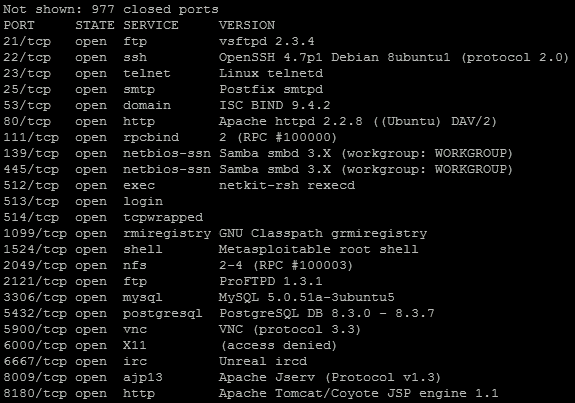 Not shown: 977 closed ports
PORT STATE SERVICE VERSION
21/tcp open ftp vsftpd 2.3.4
22/tcp open ssh OpenSSH 4.7p1 Debian 8ubuntu1 (protocol 2.0)
23/tcp open telnet Linux telnetd
25/tcp open smtp Postfix smtpd
53/tcp open domain ISC BIND 9.4.2
80/tcp open http Apache httpd 2.2.8 ((Ubuntu) DAV/2)
111/tcp open rpcbind 2 (RPC #100000)
139/tcp open netbios-ssn Samba smbd 3.X (workgroup: WORKGROUP)
445/tcp open netbios-ssn Samba smbd 3.X (workgroup: WORKGROUP)
512/tcp open exec netkit-rsh rexecd
513/tcp open login
514/tcp open tcpwrapped
1099/tcp open rmiregistry GNU Classpath grmiregistry
1524/tcp open shell Metasploitable root shell
2049/tcp open nfs 2-4 (RPC #100003)
2121/tcp open ftp ProFTPD 1.3.1
3306/tcp open mysql MySQL 5.0.51a-3ubuntu5
5432/tcp open postgresql PostgreSQL DB 8.3.0 - 8.3.7
5900/tcp open vnc VNC (protocol 3.3)
6000/tcp open X11 (access denied)
6667/tcp open irc Unreal ircd
8009/tcp open ajp13 Apache Jserv (Protocol v1.3)
8180/tcp open http Apache Tomcat/Coyote JSP engine 1.1